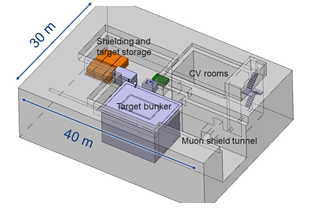 30 m
Shielding and
target storage
CV rooms
Target bunker
40 m
Muon shield tunnel